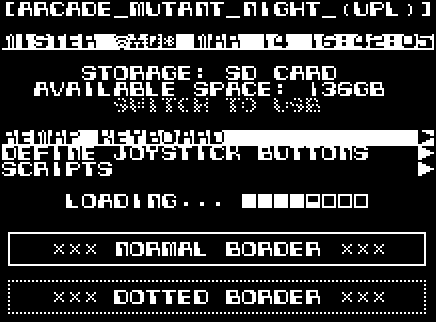 [ARCADE_MUTANT_NIGHT_(UPL)]
MISTER MAR 14 16:42:05
STORAGE: SD CARD
AVAILABLE SPACE: 136GB
SWITCH TO USB
REMAP KEYBOARD
DEFINE JOYSTICK BUTTONS
SCRIPTS
LOADING...
××× NORMAL BORDER ×××
××× DOTTED BORDER ×××